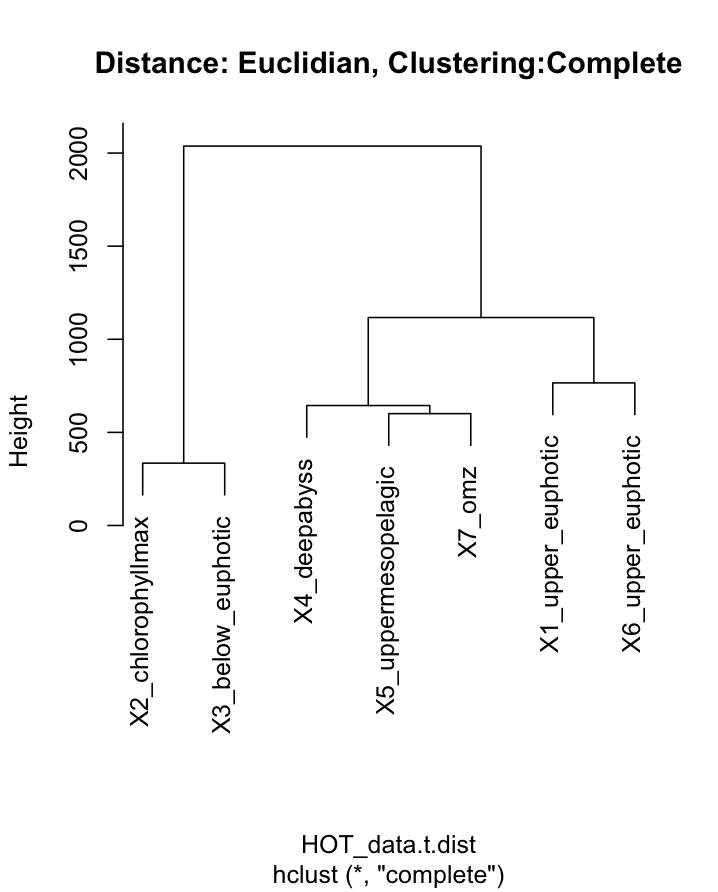 Distance: Euclidian, Clustering:Complete
Height
2000
1500
1000
500
0
X2_chlorophyllmax
X3_below_euphotic
X4_deepabyss
X5_uppermesopelagic
X7_omz
X1_upper_euphotic
X6_upper_euphotic
HOT_data.t.dist
hclust (*, "complete")